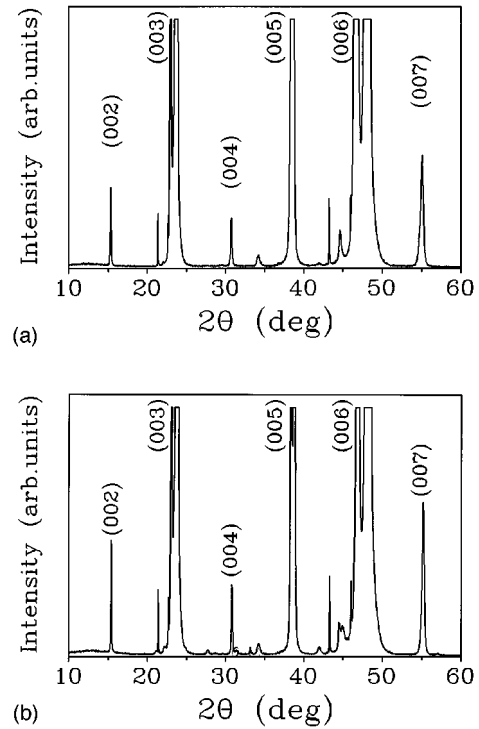 Intensity (arb.units)
(002)
(003)
(004)
(005)
(006)
(007)
10 20 30 40 50 60
2θ (deg)
(a)
Intensity (arb.units)
(002)
(003)
(004)
(005)
(006)
(007)
10 20 30 40 50 60
2θ (deg)
(b)